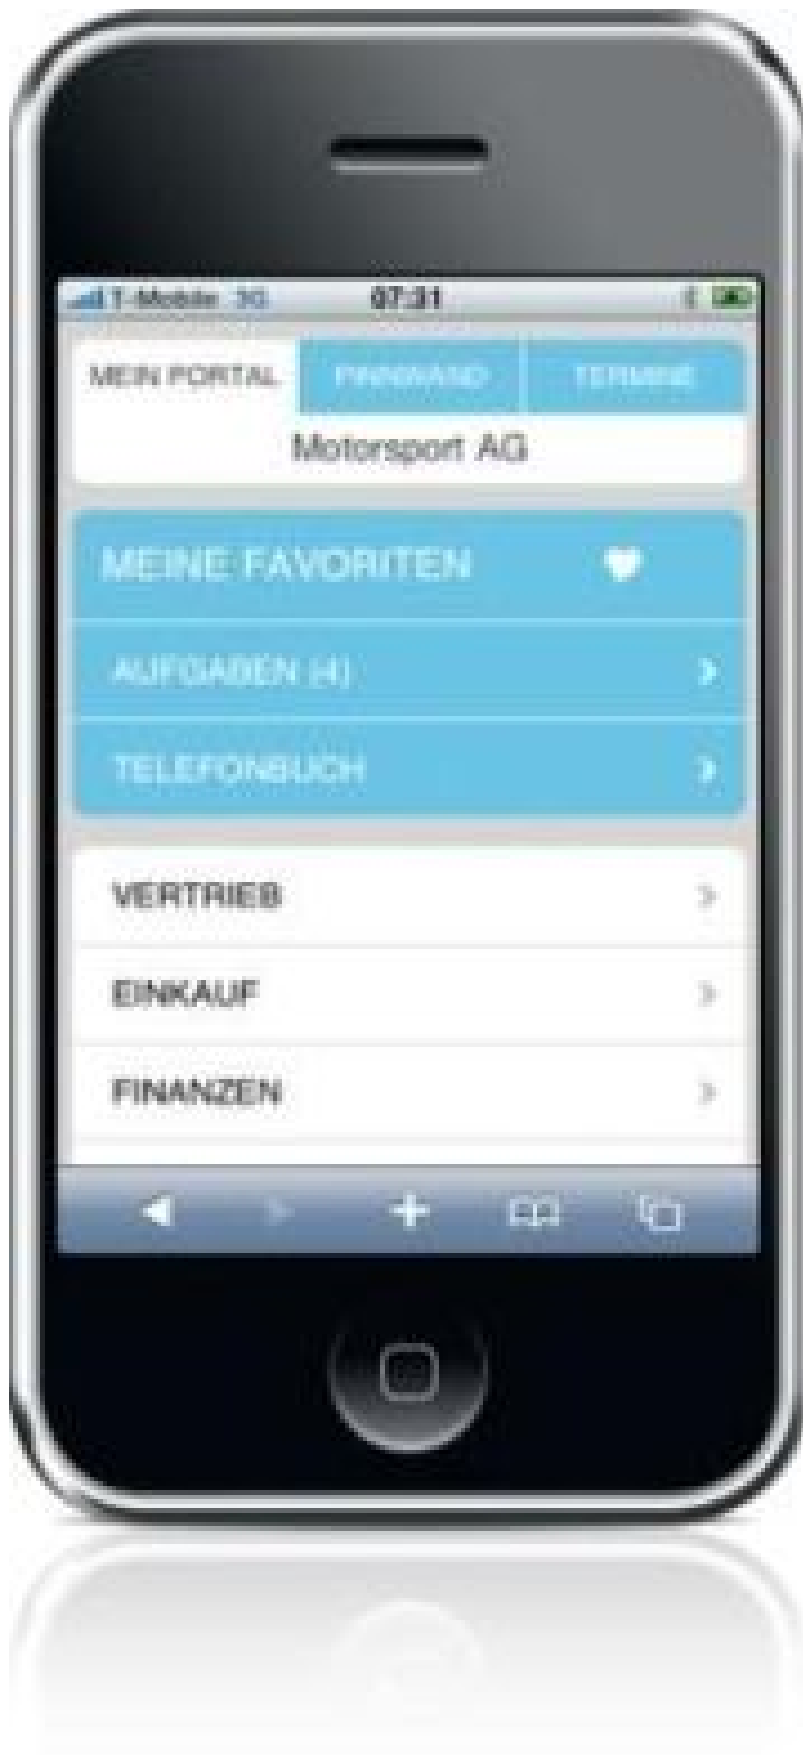 T-Mobile 3G 07:31
MEIN PORTAL PINNWAND TERMINE
Motorsport AG
MEINE FAVORITEN
AUFGABEN (4)
TELEFONBUCH
VERTRIEB
EINKAUF
FINANZEN